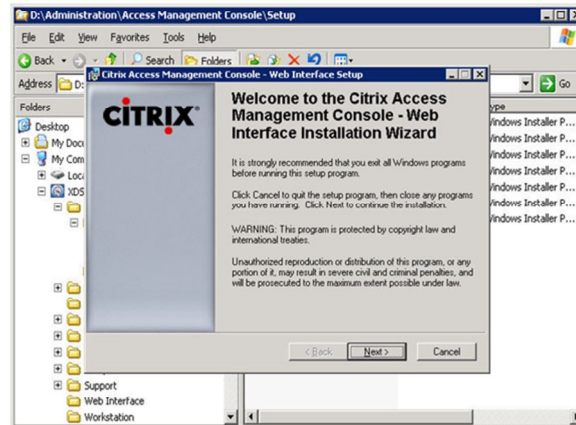 D:\Administration\Access Management Console\Setup
File Edit View Favorites Tools Help
Back Search Folders
Address D: Go
Citrix Access Management Console - Web Interface Setup
Folders
Desktop
My Docu
My Com
Loca
XDS
Support
Web Interface
Workstation
CITRIX
Welcome to the Citrix Access
Management Console - Web
Interface Installation Wizard
It is strongly recommended that you exit all Windows programs
before running this setup program.
Click Cancel to quit the setup program, then close any programs
you have running. Click Next to continue the installation.
WARNING: This program is protected by copyright law and
international treaties.
Unauthorized reproduction or distribution of this program, or any
portion of it, may result in severe civil and criminal penalties, and
will be prosecuted to the maximum extent possible under law.
< Back Next > Cancel
ype
Windows Installer P...
Windows Installer P...
Windows Installer P...
Windows Installer P...
Windows Installer P...
Windows Installer P...
Windows Installer P...